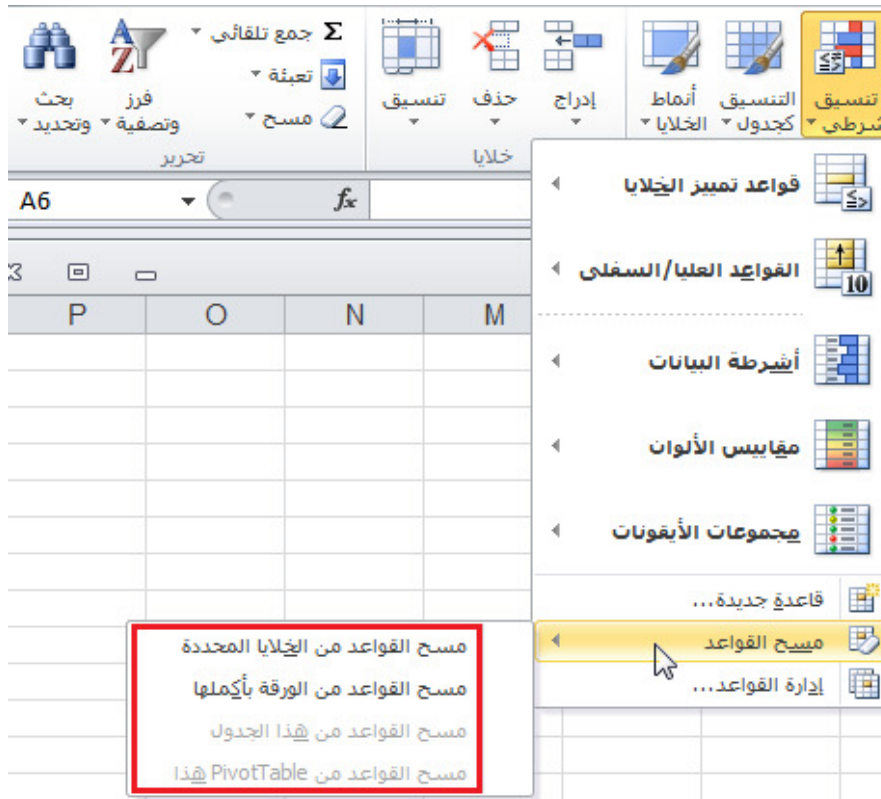 Σ جمع تلقائي
تعبئة
مسح
فرز
وتصفية
بحث
وتحديد
تحرير
تنسيق
حذف
إدراج
خلايا
أنماط
الخلايا
التنسيق
كجدول
تنسيق
شرطي
A6
fx
P O N M
قواعد تمييز الخلايا
القواعد العليا/السفلى
10
أشرطة البيانات
مقاييس الألوان
مجموعات الأيقونات
قاعدة جديدة...
مسح القواعد
إدارة القواعد...
مسح القواعد من الخلايا المحددة
مسح القواعد من الورقة بأكملها
مسح القواعد من هذا الجدول
مسح القواعد من PivotTable هذا